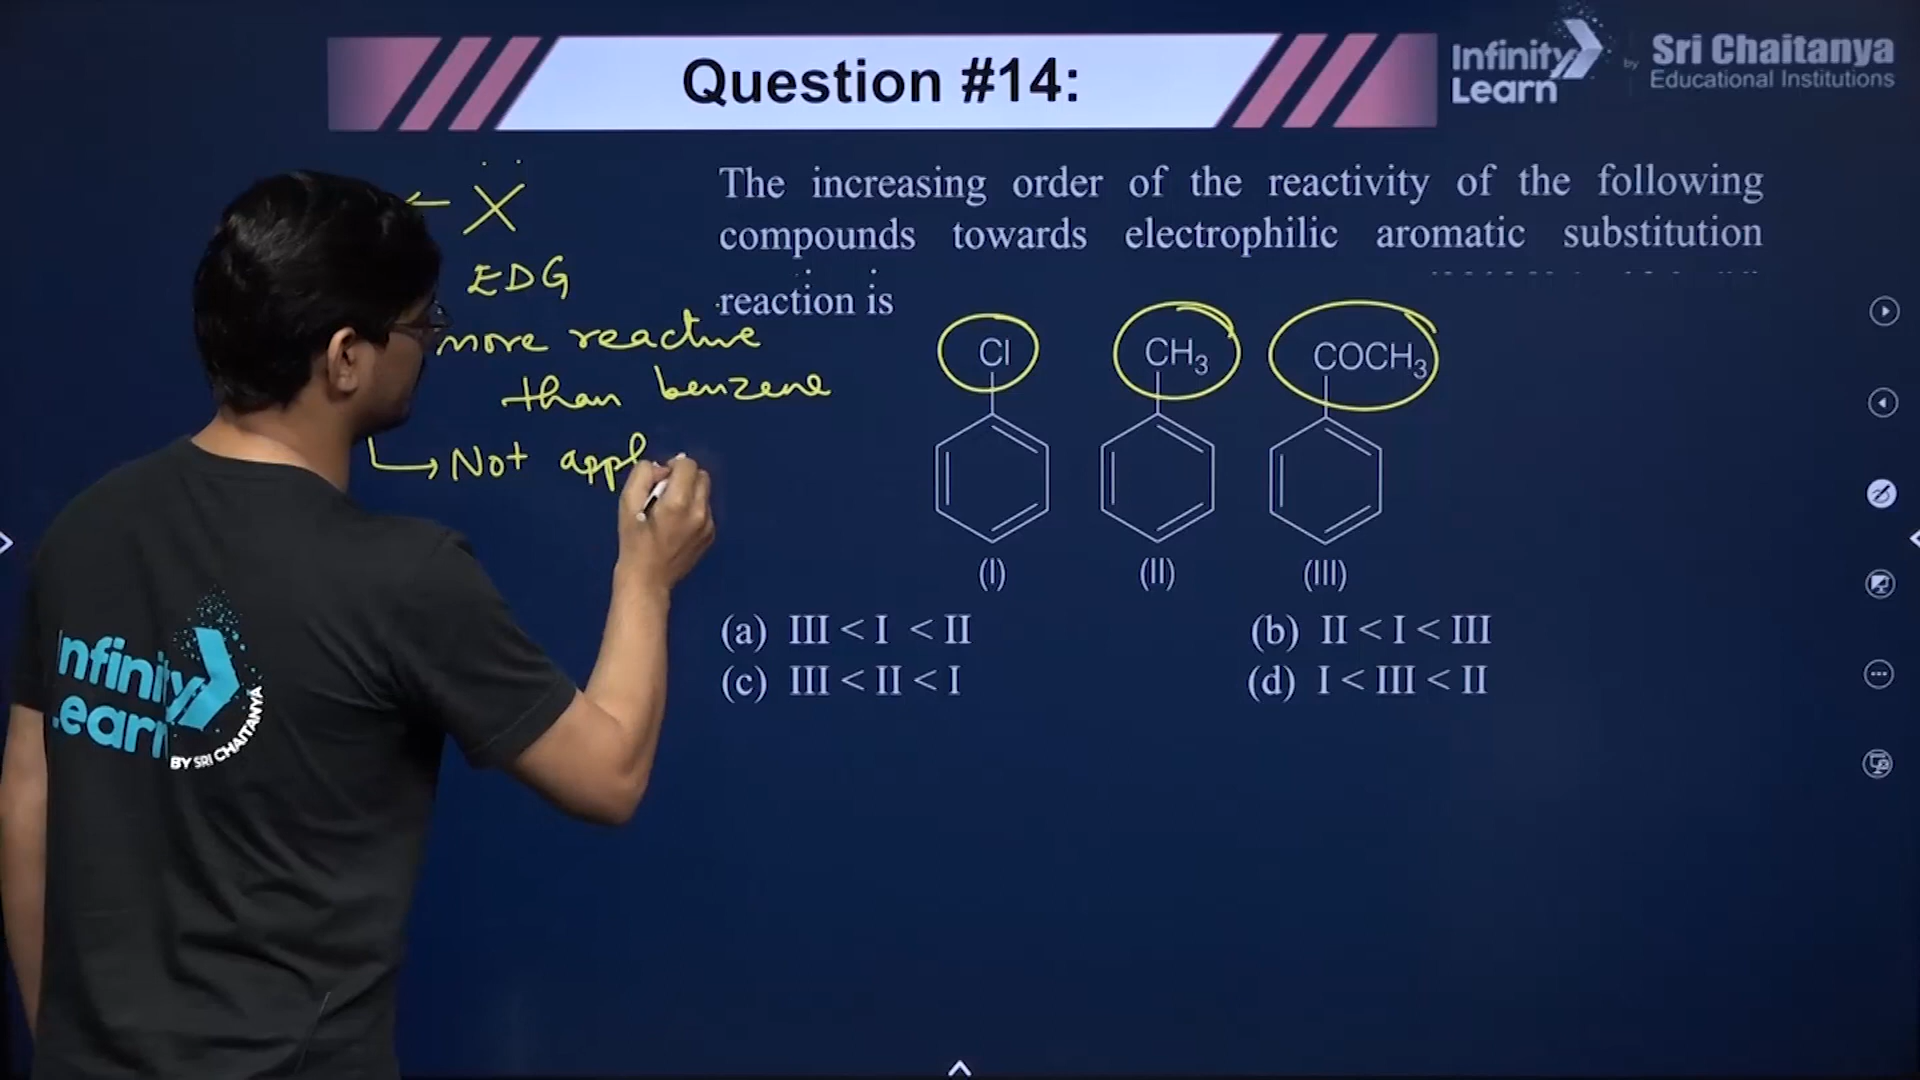 Question #14:
Infinity Learn
by
Sri Chaitanya
Educational Institutions
The increasing order of the reactivity of the following
compounds towards electrophilic aromatic substitution
reaction is
← X
EDG
more reactive
than benzene
↳ Not appl
Cl
CH₃
COCH₃
(I)
(II)
(III)
(a) III < I < II
(b) II < I < III
(c) III < II < I
(d) I < III < II
Infinity
Learn
BY SRI CHAITANYA